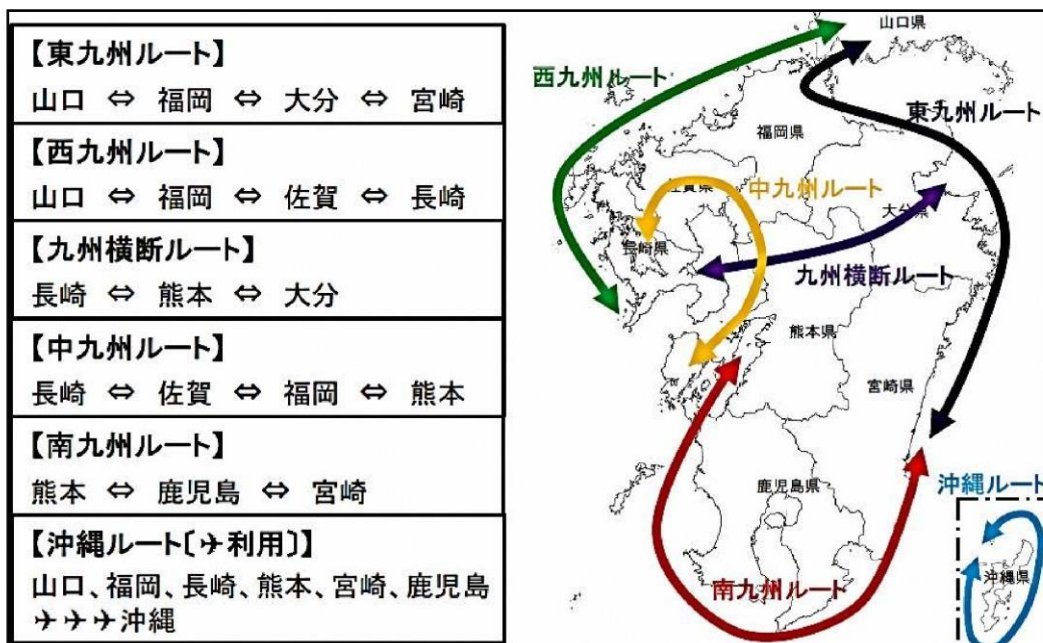 【東九州ルート】
山口 ⇔ 福岡 ⇔ 大分 ⇔ 宮崎
【西九州ルート】
山口 ⇔ 福岡 ⇔ 佐賀 ⇔ 長崎
【九州横断ルート】
長崎 ⇔ 熊本 ⇔ 大分
【中九州ルート】
長崎 ⇔ 佐賀 ⇔ 福岡 ⇔ 熊本
【南九州ルート】
熊本 ⇔ 鹿児島 ⇔ 宮崎
【沖縄ルート〔✈利用〕】
山口、福岡、長崎、熊本、宮崎、鹿児島
✈✈✈沖縄
山口県
西九州ルート
東九州ルート
福岡県
佐賀県
中九州ルート
大分県
長崎県
九州横断ルート
熊本県
宮崎県
鹿児島県
沖縄ルート
沖縄県
南九州ルート